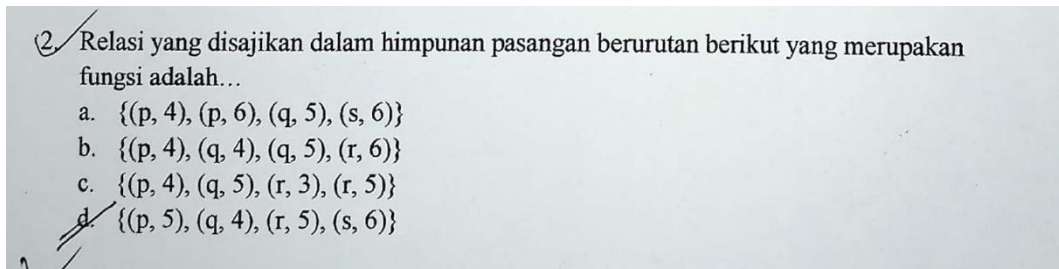 2. Relasi yang disajikan dalam himpunan pasangan berurutan berikut yang merupakan
fungsi adalah...
a. {(p, 4), (p, 6), (q, 5), (s, 6)}
b. {(p, 4), (q, 4), (q, 5), (r, 6)}
c. {(p, 4), (q, 5), (r, 3), (r, 5)}
d. {(p, 5), (q, 4), (r, 5), (s, 6)}